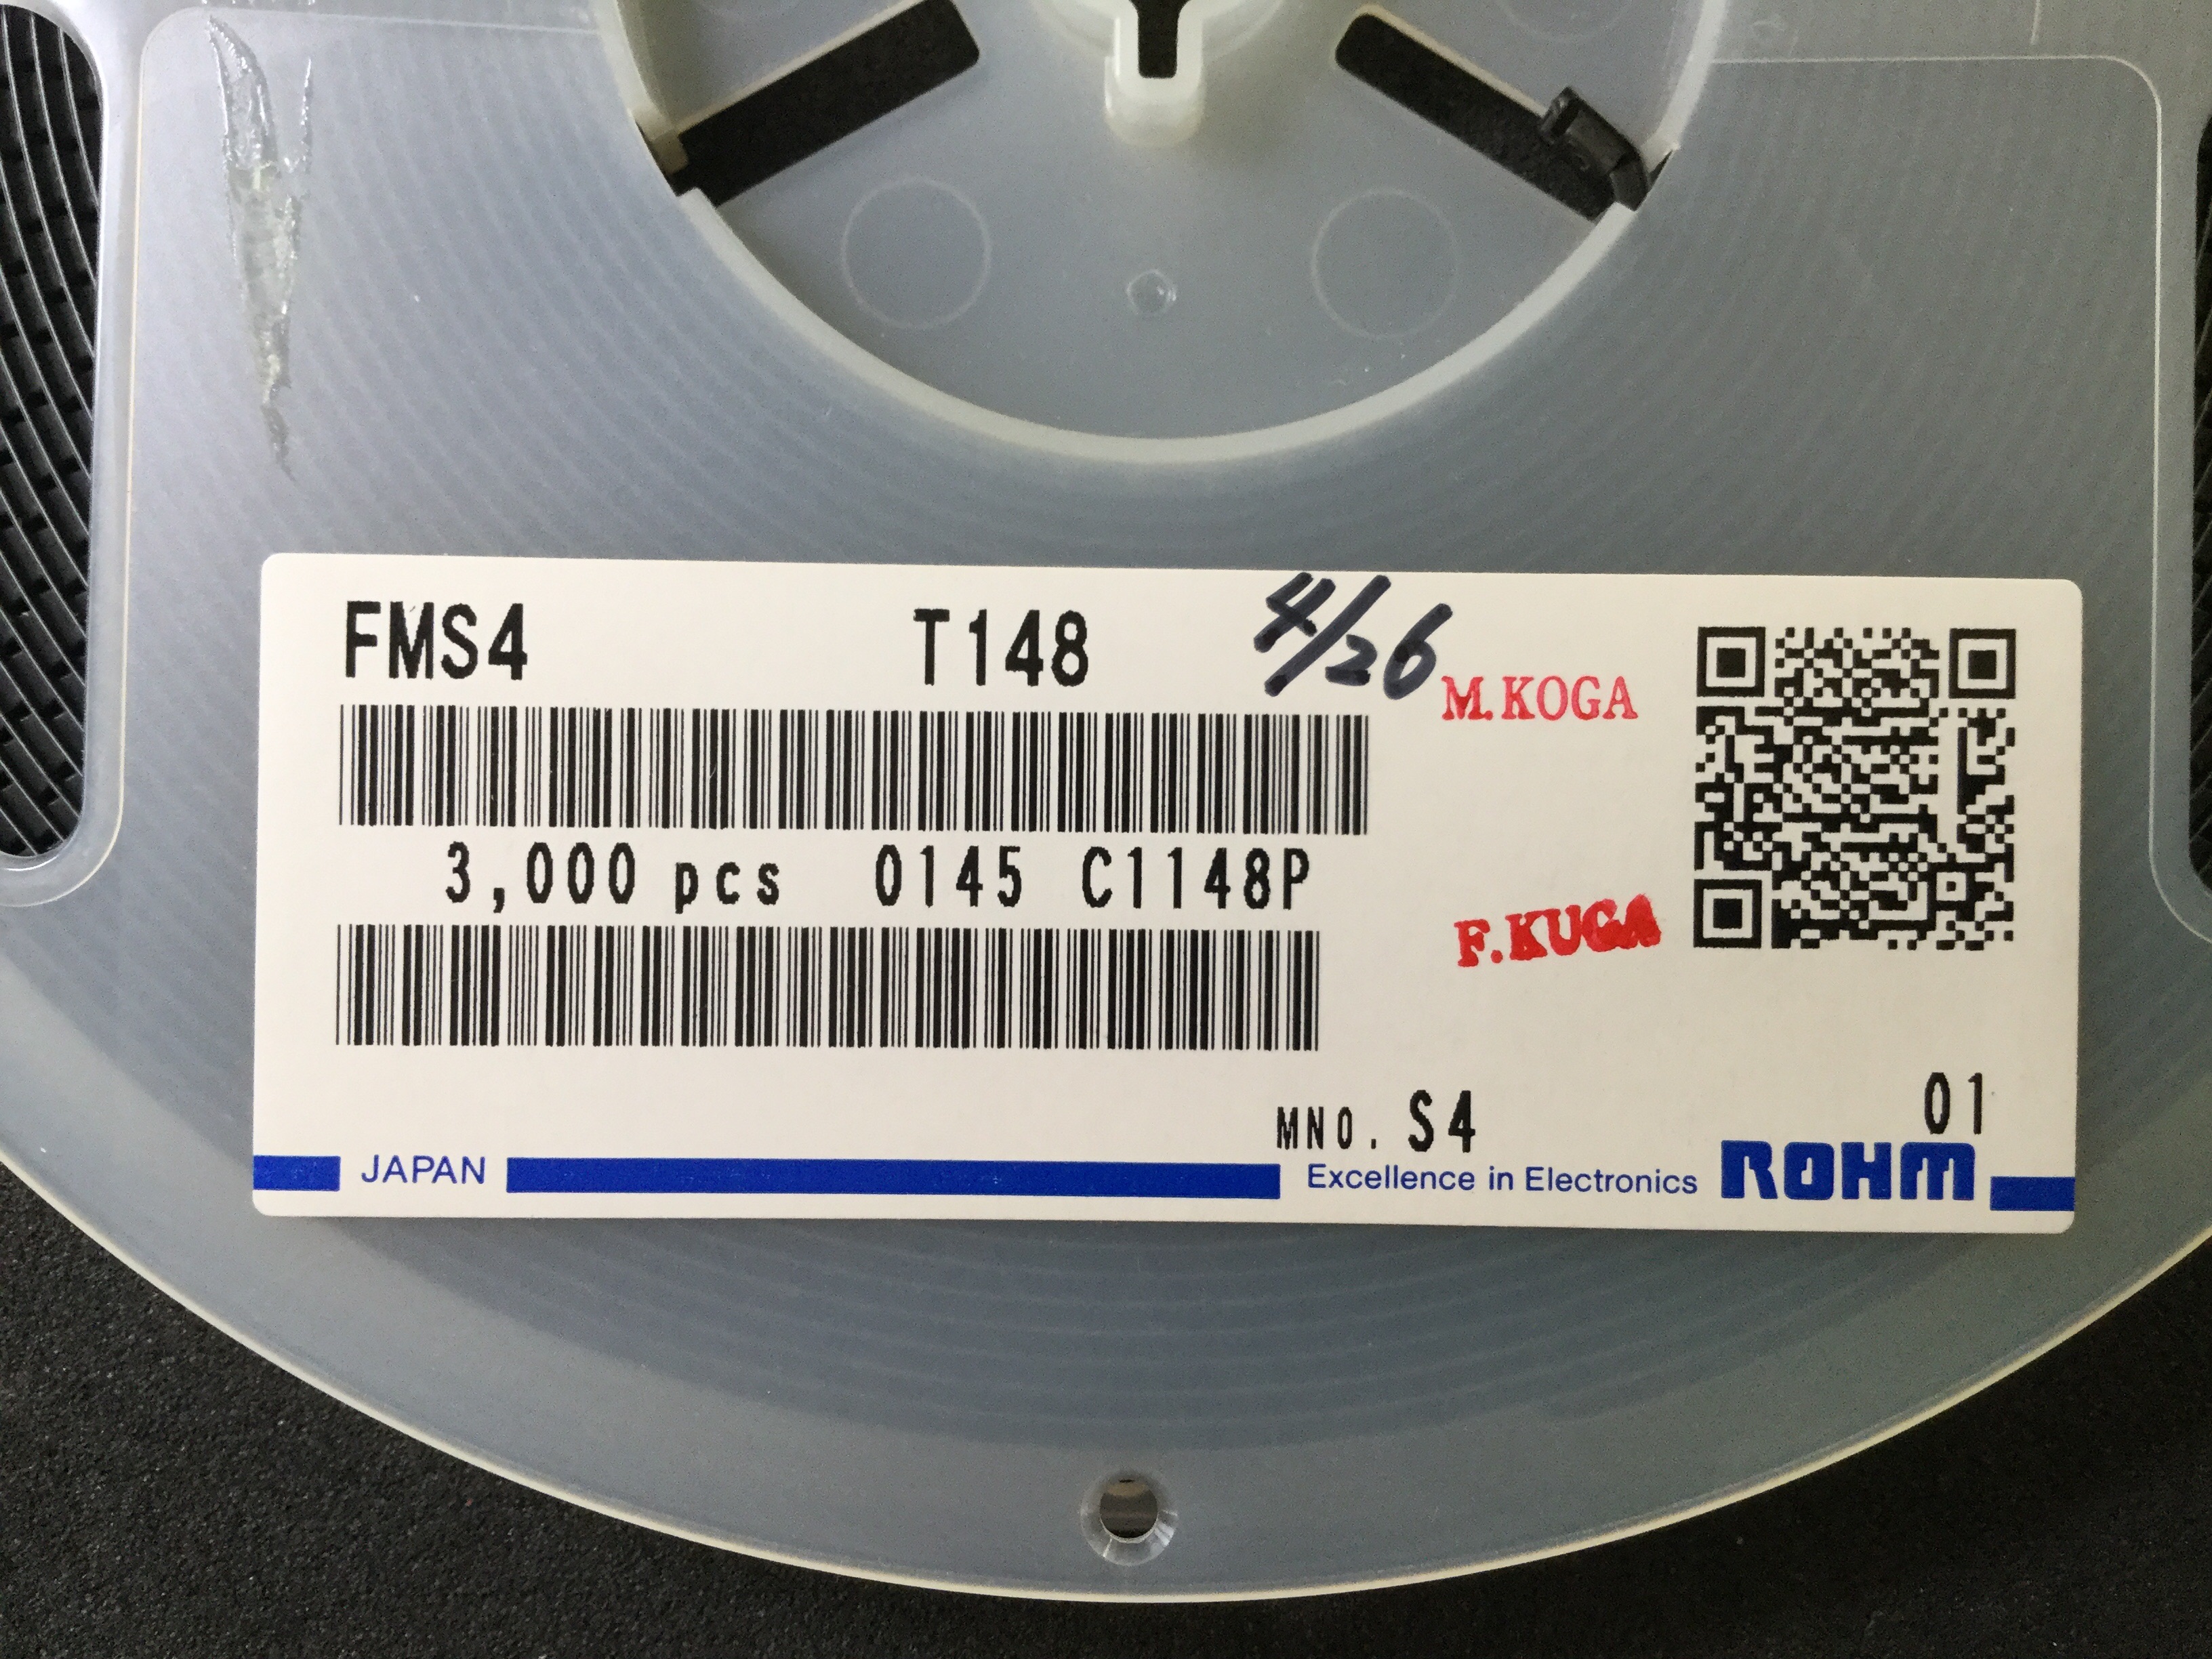 FMS4 T148 4/26
M.KOGA
3,000 pcs 0145 C1148P
F.KUGA
01
MNO. S4
JAPAN Excellence in Electronics ROHM